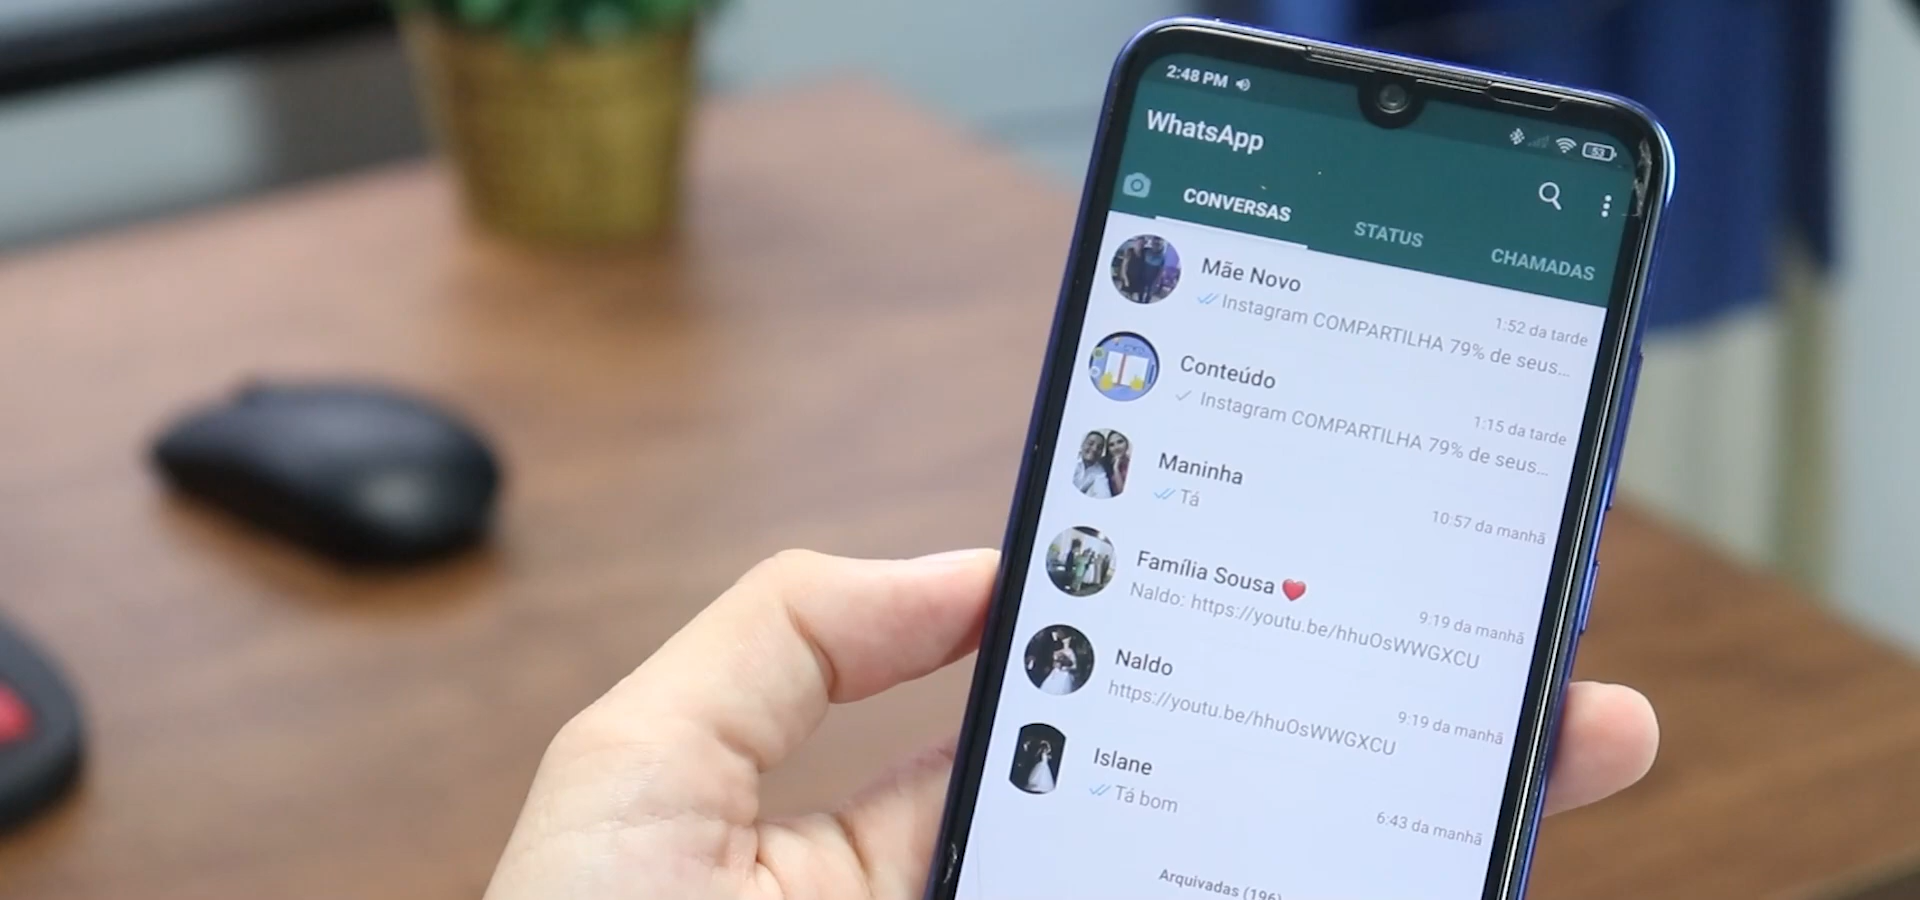 2:48 PM
53
WhatsApp
CONVERSAS
STATUS
CHAMADAS
Mãe Novo
1:52 da tarde
Instagram COMPARTILHA 79% de seus...
Conteúdo
1:15 da tarde
Instagram COMPARTILHA 79% de seus...
Maninha
10:57 da manhã
Tá
Família Sousa ❤️
9:19 da manhã
Naldo: https://youtu.be/hhuOsWWGXCU
Naldo
9:19 da manhã
https://youtu.be/hhuOsWWGXCU
Islane
6:43 da manhã
Tá bom
Arquivadas (196)